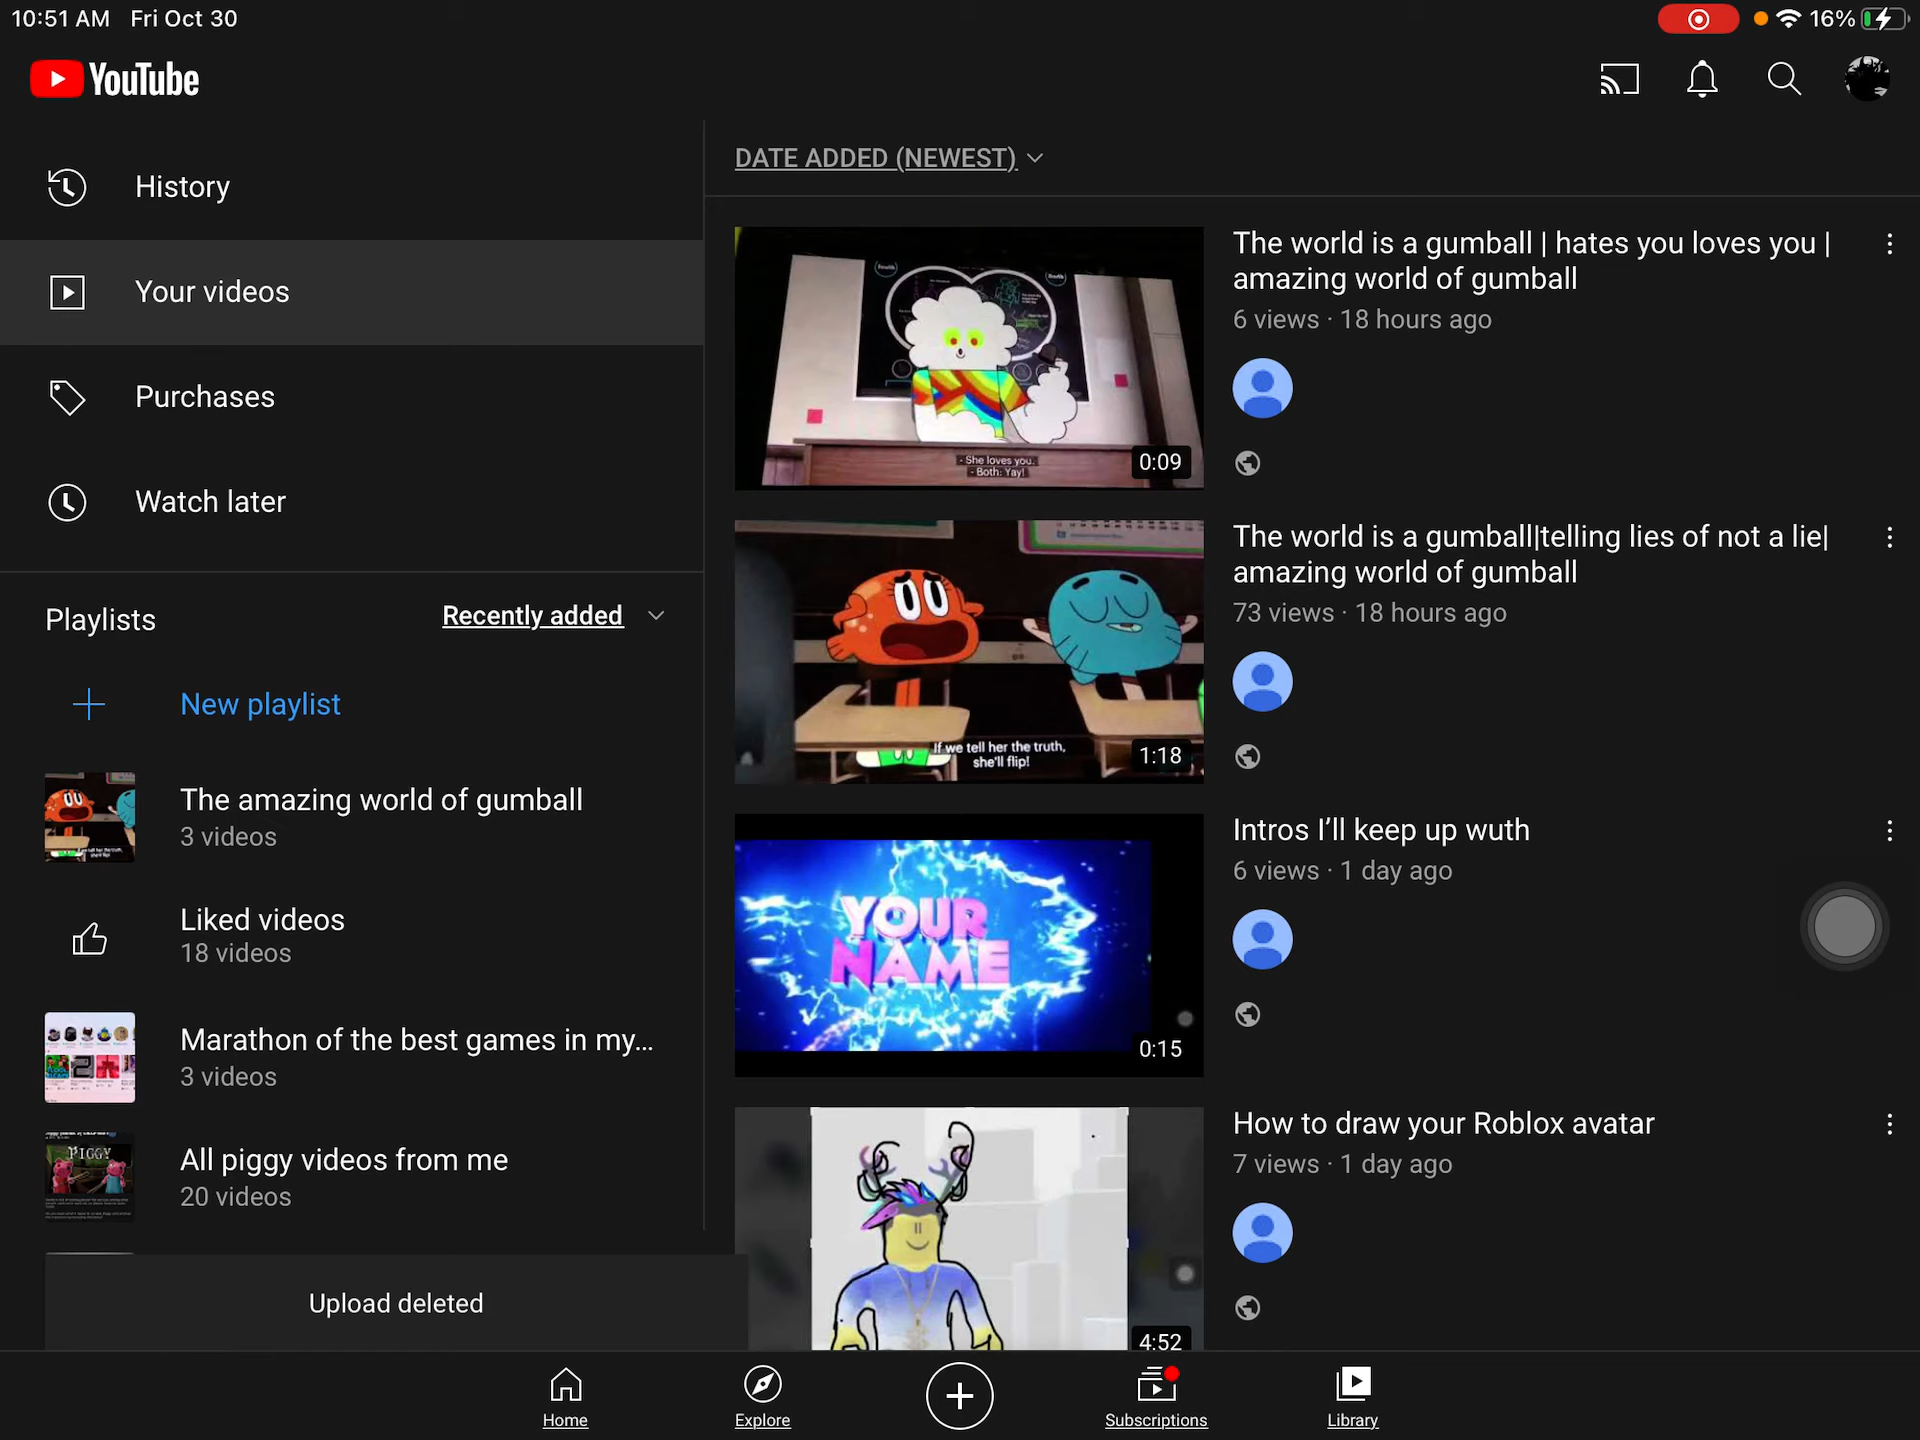 10:51 AM Fri Oct 30
16%
YouTube
History
Your videos
Purchases
Watch later
Playlists
Recently added
New playlist
The amazing world of gumball
3 videos
Liked videos
18 videos
Marathon of the best games in my...
3 videos
PIGGY
All piggy videos from me
20 videos
Upload deleted
DATE ADDED (NEWEST)
- She loves you.
- Both: Yay!
0:09
The world is a gumball | hates you loves you |
amazing world of gumball
6 views · 18 hours ago
If we tell her the truth,
she'll flip!
1:18
The world is a gumball|telling lies of not a lie|
amazing world of gumball
73 views · 18 hours ago
YOUR
NAME
0:15
Intros I’ll keep up wuth
6 views · 1 day ago
4:52
How to draw your Roblox avatar
7 views · 1 day ago
Home
Explore
Subscriptions
Library